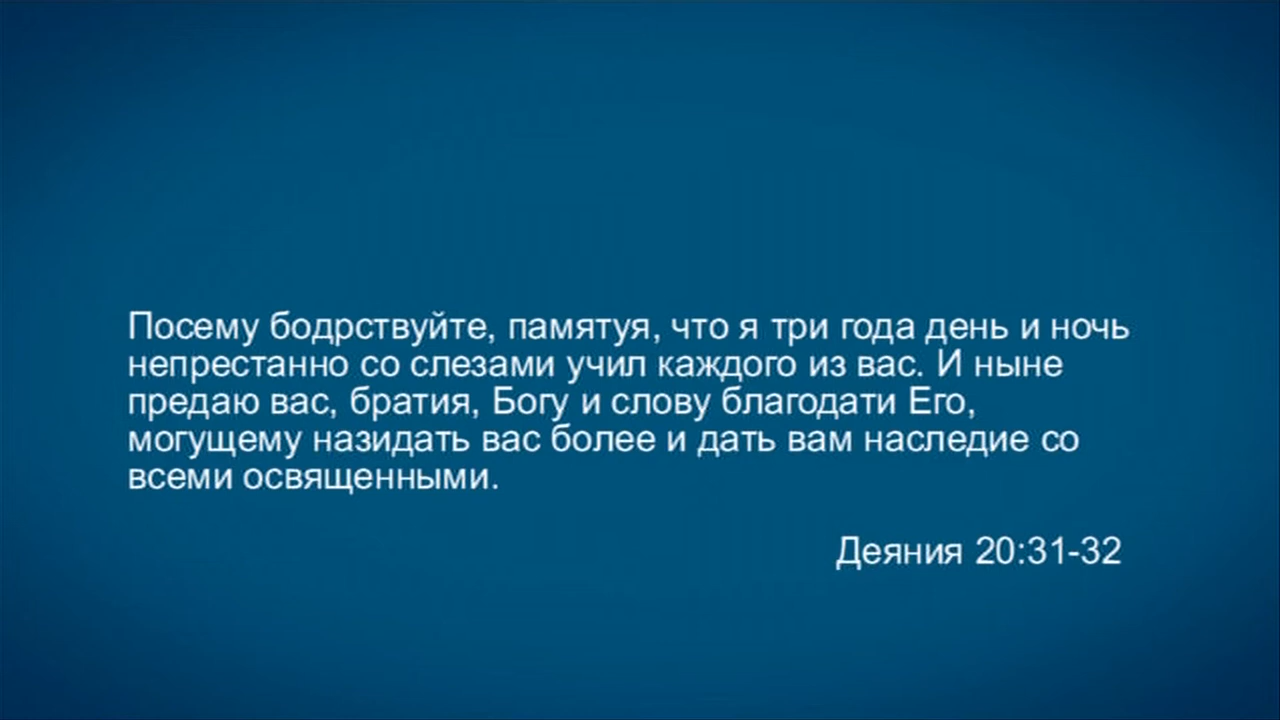 Посему бодрствуйте, памятуя, что я три года день и ночь
непрестанно со слезами учил каждого из вас. И ныне
предаю вас, братия, Богу и слову благодати Его,
могущему назидать вас более и дать вам наследие со
всеми освященными.
Деяния 20:31-32